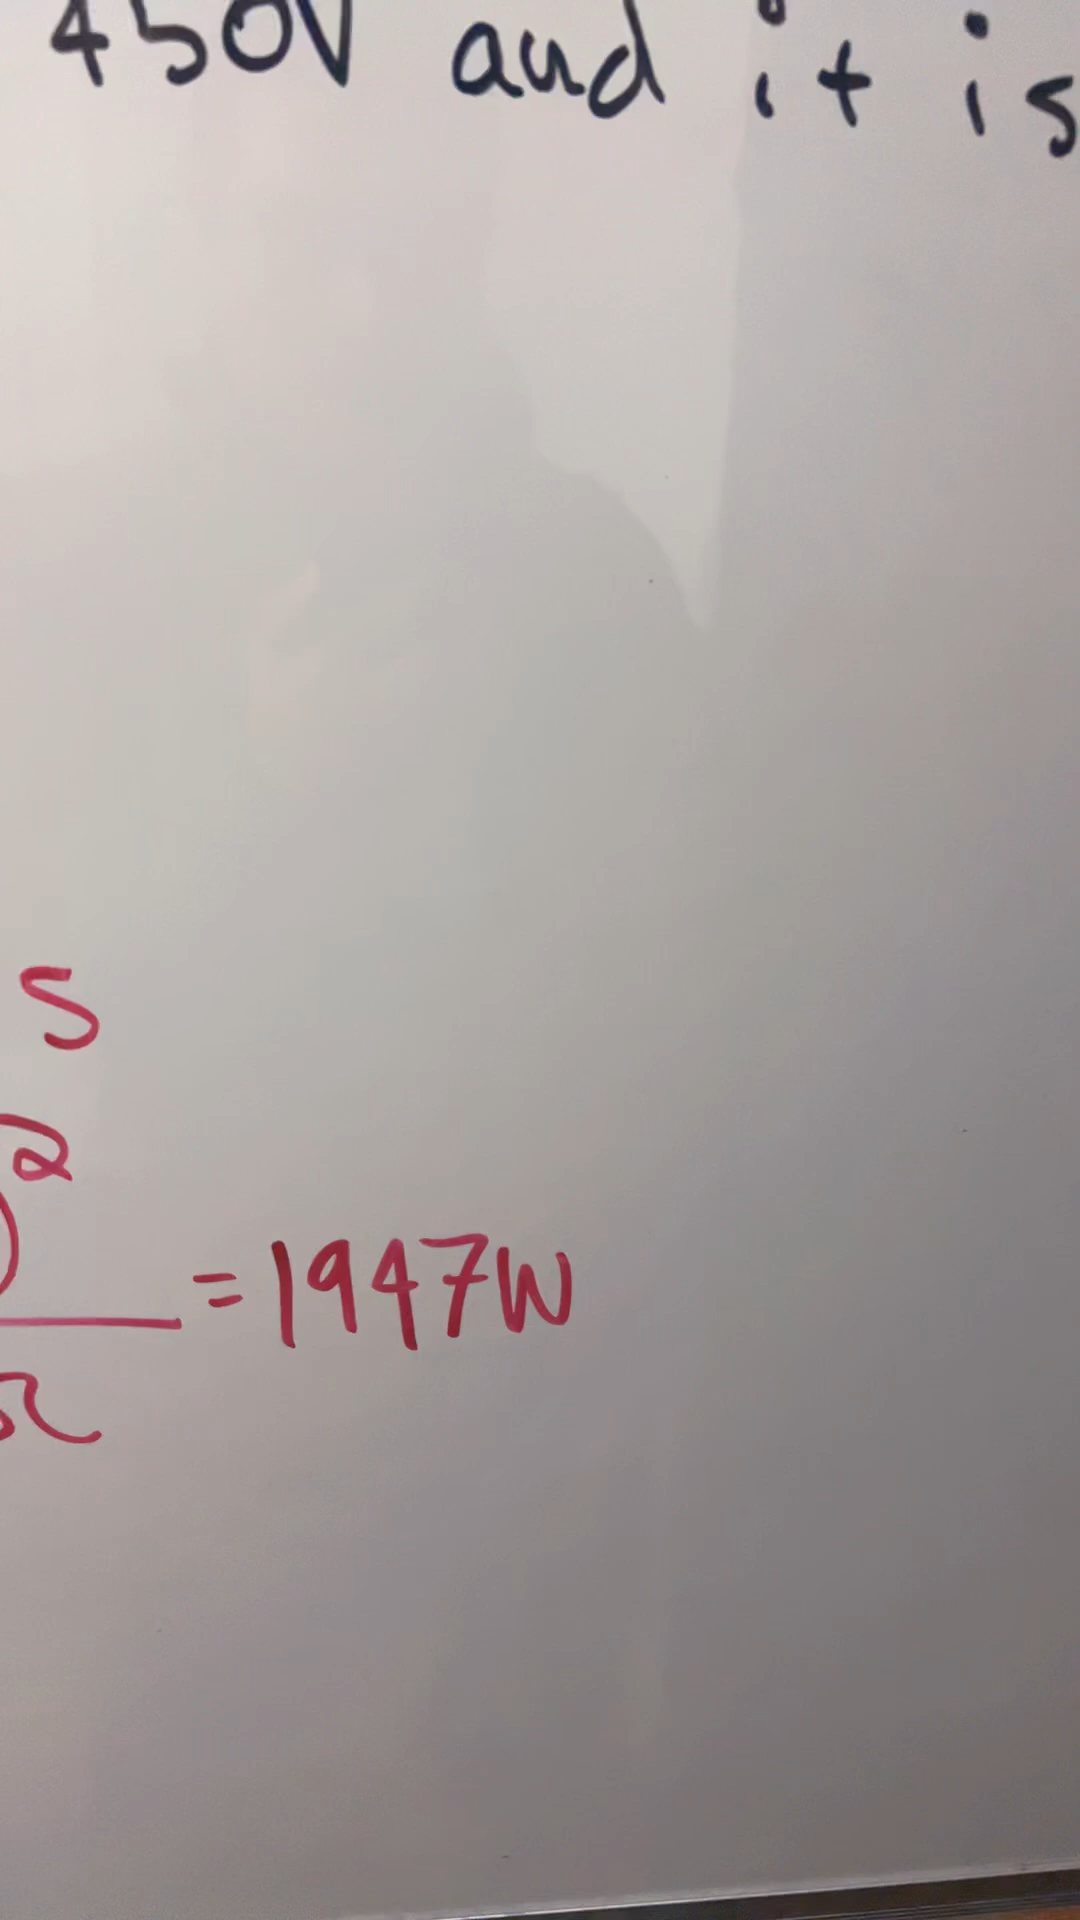 450V and it is
S
)²
= 1947W
Ω